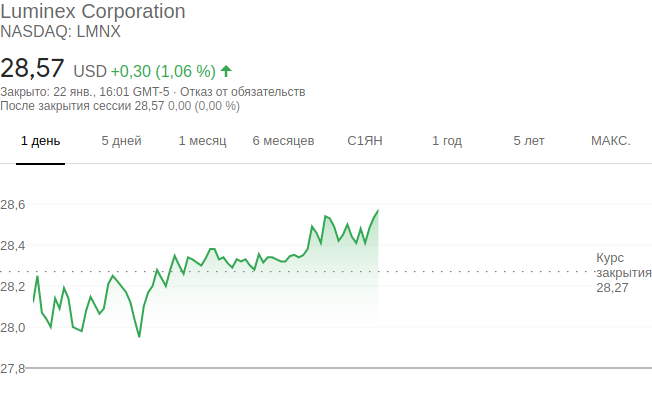 Luminex Corporation
NASDAQ: LMNX
28,57 USD +0,30 (1,06 %)
Закрыто: 22 янв., 16:01 GMT-5 · Отказ от обязательств
После закрытия сессии 28,57 0,00 (0,00 %)
1 день 5 дней 1 месяц 6 месяцев С1ЯН 1 год 5 лет МАКС.
28,6
28,4
Курс
закрытия
28,27
28,2
28,0
27,8